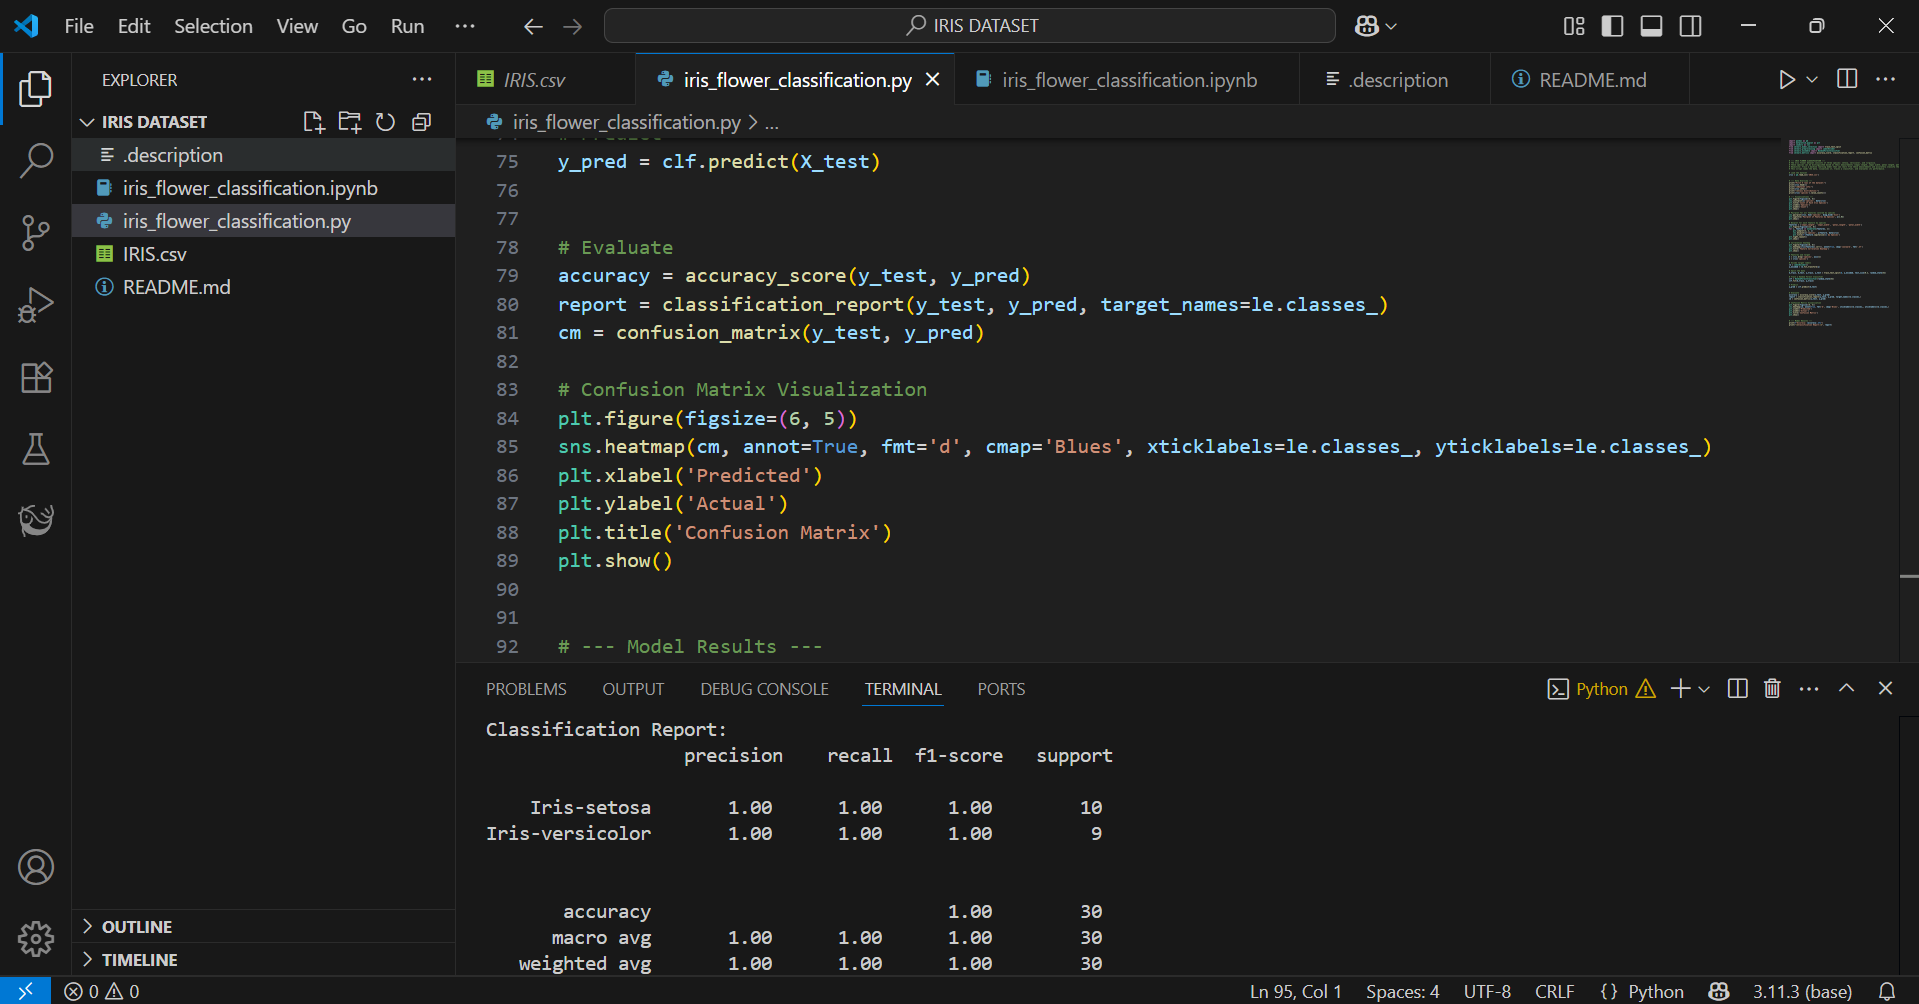 File Edit Selection View Go Run ···
IRIS DATASET
EXPLORER ···
IRIS DATASET
.description
iris_flower_classification.ipynb
iris_flower_classification.py
IRIS.csv
README.md
OUTLINE
TIMELINE
IRIS.csv iris_flower_classification.py iris_flower_classification.ipynb .description README.md
iris_flower_classification.py > ...
75 y_pred = clf.predict(X_test)
76
77
78 # Evaluate
79 accuracy = accuracy_score(y_test, y_pred)
80 report = classification_report(y_test, y_pred, target_names=le.classes_)
81 cm = confusion_matrix(y_test, y_pred)
82
83 # Confusion Matrix Visualization
84 plt.figure(figsize=(6, 5))
85 sns.heatmap(cm, annot=True, fmt='d', cmap='Blues', xticklabels=le.classes_, yticklabels=le.classes_)
86 plt.xlabel('Predicted')
87 plt.ylabel('Actual')
88 plt.title('Confusion Matrix')
89 plt.show()
90
91
92 # --- Model Results ---
PROBLEMS OUTPUT DEBUG CONSOLE TERMINAL PORTS Python
Classification Report:
precision recall f1-score support
Iris-setosa 1.00 1.00 1.00 10
Iris-versicolor 1.00 1.00 1.00 9
accuracy 1.00 30
macro avg 1.00 1.00 1.00 30
weighted avg 1.00 1.00 1.00 30
0 0 Ln 95, Col 1 Spaces: 4 UTF-8 CRLF {} Python 3.11.3 (base)